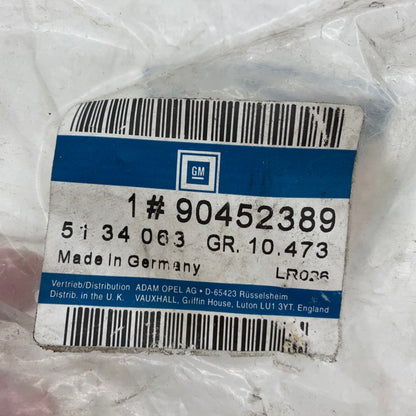 GM
1 # 90452389
51 34 063 GR. 10.473
Made in Germany LR036
Vertrieb/Distribution ADAM OPEL AG • D-65423 Rüsselsheim
Distrib. in the U. K. VAUXHALL, Griffin House, Luton LU1 3YT. England